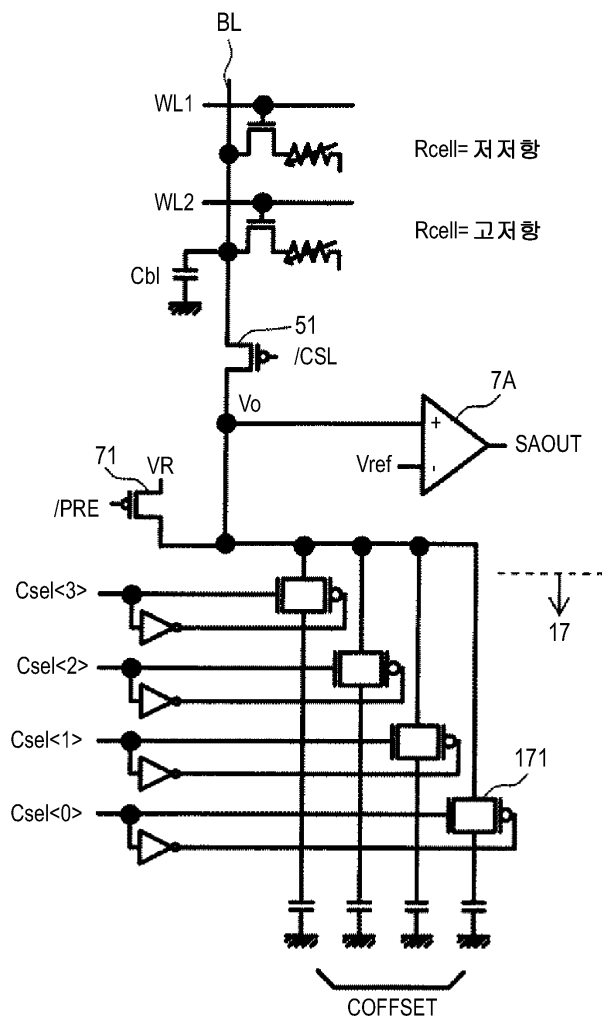 BL
WL1
Rcell= 저저항
WL2
Rcell= 고저항
Cbl
51
/CSL
7A
Vo
+
SAOUT
Vref
-
71
VR
/PRE
Csel<3>
17
Csel<2>
Csel<1>
171
Csel<0>
COFFSET